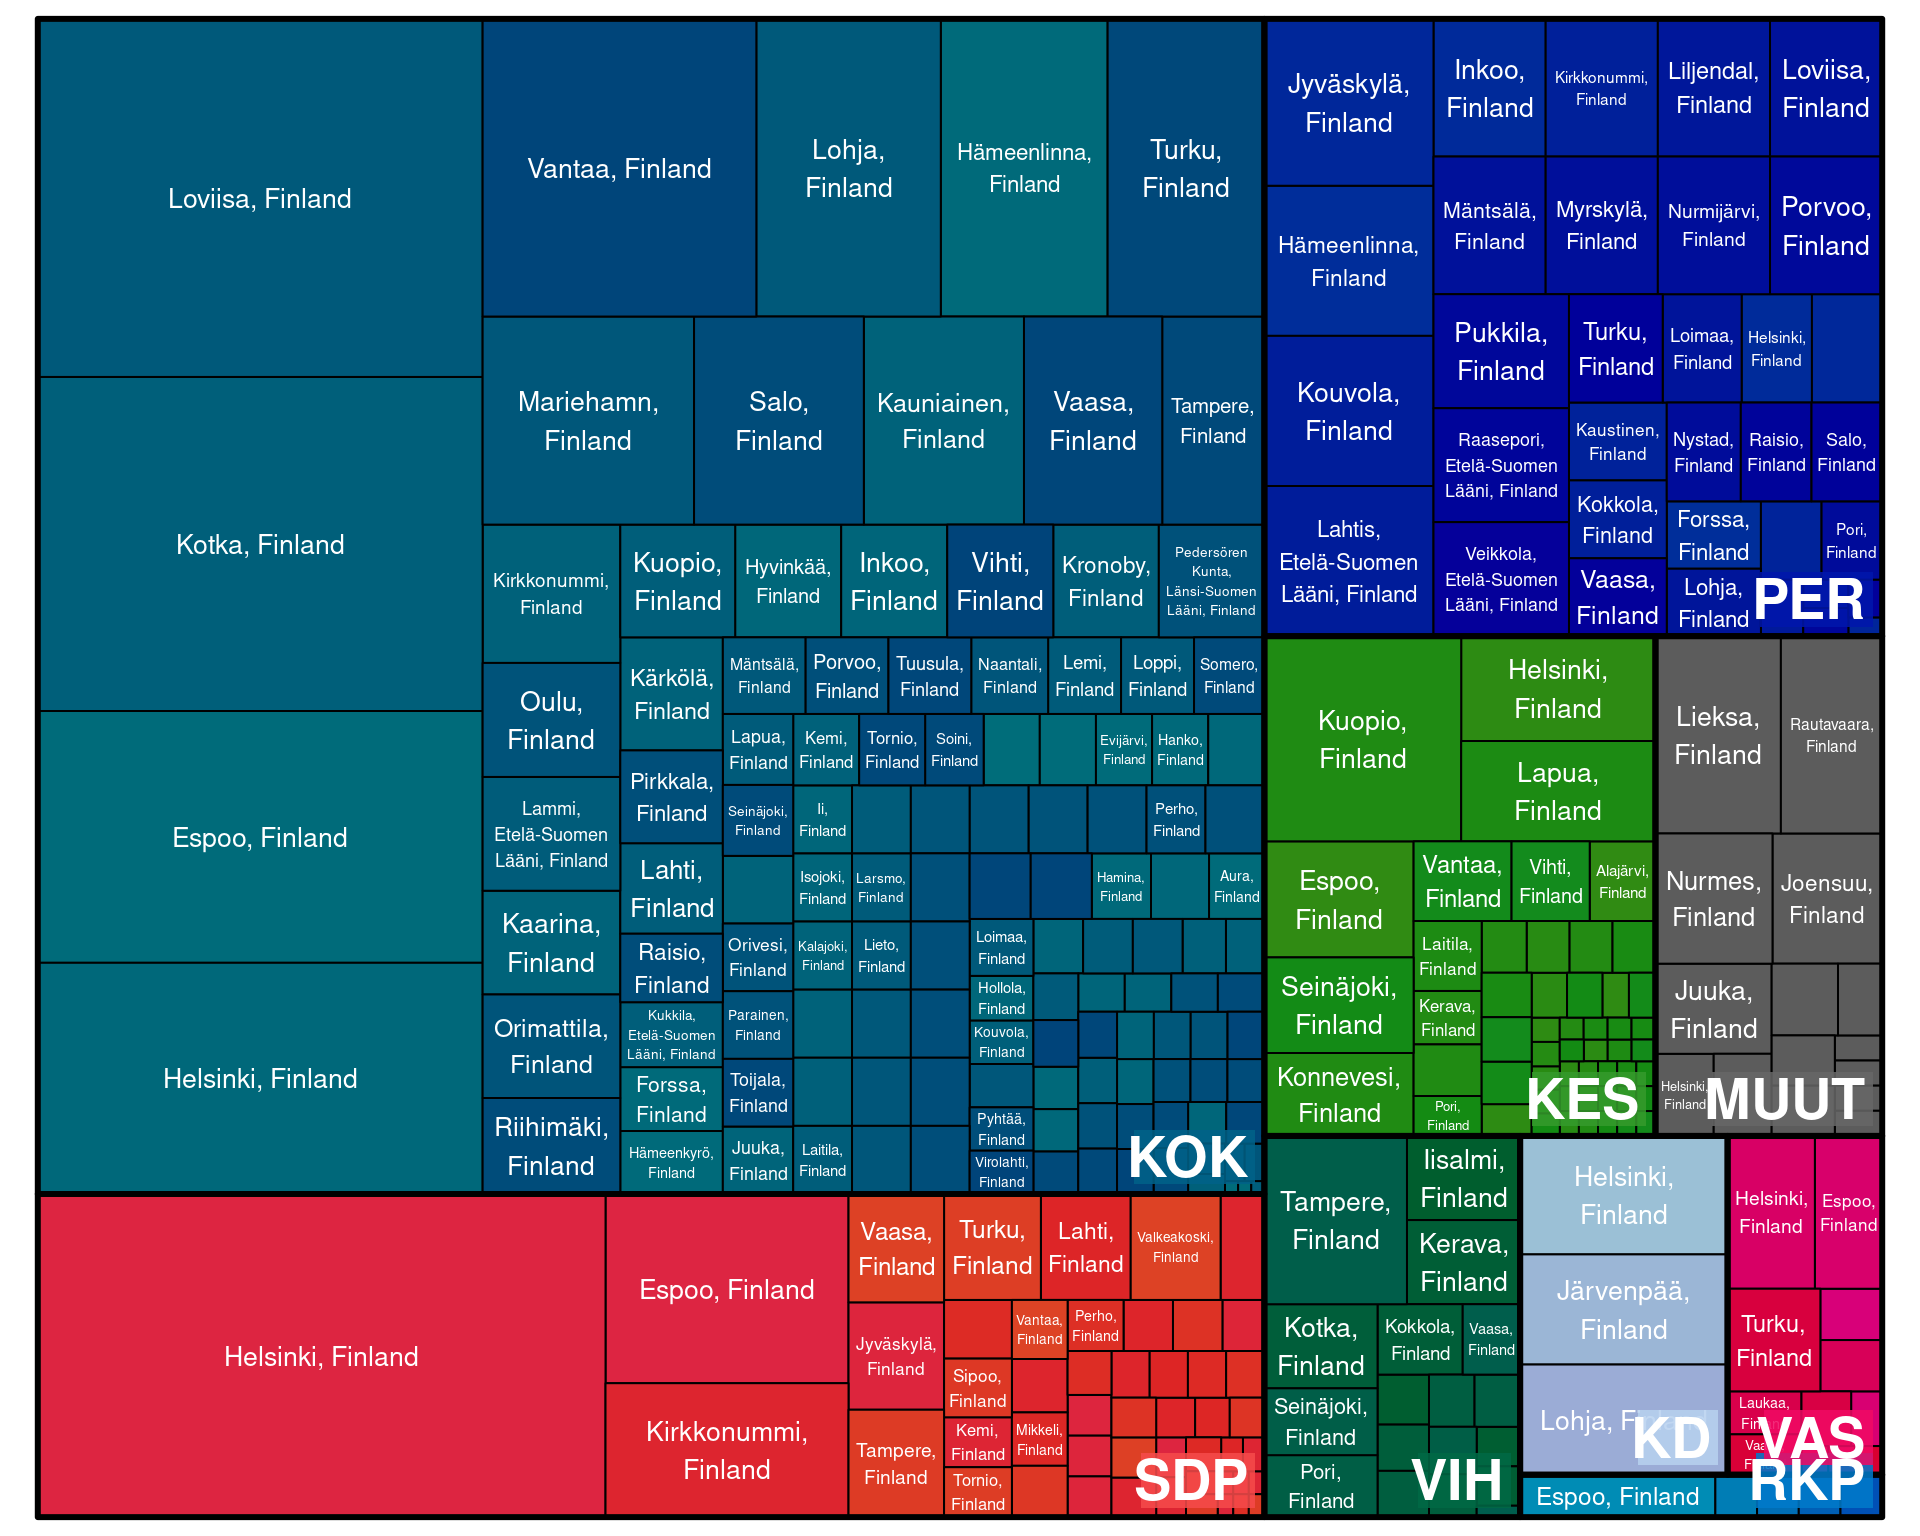 Loviisa, Finland
Kotka, Finland
Espoo, Finland
Helsinki, Finland
Vantaa, Finland
Lohja,
Finland
Hämeenlinna,
Finland
Turku,
Finland
Mariehamn,
Finland
Salo,
Finland
Kauniainen,
Finland
Vaasa,
Finland
Tampere,
Finland
Kirkkonummi,
Finland
Kuopio,
Finland
Hyvinkää,
Finland
Inkoo,
Finland
Vihti,
Finland
Kronoby,
Finland
Pedersören
Kunta,
Länsi-Suomen
Lääni, Finland
Oulu,
Finland
Lammi,
Etelä-Suomen
Lääni, Finland
Kaarina,
Finland
Orimattila,
Finland
Riihimäki,
Finland
Kärkölä,
Finland
Pirkkala,
Finland
Lahti,
Finland
Raisio,
Finland
Kukkila,
Etelä-Suomen
Lääni, Finland
Forssa,
Finland
Hämeenkyrö,
Finland
Mäntsälä,
Finland
Porvoo,
Finland
Tuusula,
Finland
Naantali,
Finland
Lemi,
Finland
Loppi,
Finland
Somero,
Finland
Lapua,
Finland
Kemi,
Finland
Tornio,
Finland
Soini,
Finland
Evijärvi,
Finland
Hanko,
Finland
Seinäjoki,
Finland
Ii,
Finland
Perho,
Finland
Isojoki,
Finland
Larsmo,
Finland
Hamina,
Finland
Aura,
Finland
Orivesi,
Finland
Kalajoki,
Finland
Lieto,
Finland
Loimaa,
Finland
Parainen,
Finland
Hollola,
Finland
Kouvola,
Finland
Toijala,
Finland
Pyhtää,
Finland
Juuka,
Finland
Laitila,
Finland
Virolahti,
Finland
KOK
Helsinki, Finland
Espoo, Finland
Kirkkonummi,
Finland
Vaasa,
Finland
Jyväskylä,
Finland
Tampere,
Finland
Turku,
Finland
Lahti,
Finland
Valkeakoski,
Finland
Vantaa,
Finland
Perho,
Finland
Sipoo,
Finland
Kemi,
Finland
Mikkeli,
Finland
Tornio,
Finland
SDP
Jyväskylä,
Finland
Hämeenlinna,
Finland
Kouvola,
Finland
Lahtis,
Etelä-Suomen
Lääni, Finland
Inkoo,
Finland
Kirkkonummi,
Finland
Liljendal,
Finland
Loviisa,
Finland
Mäntsälä,
Finland
Myrskylä,
Finland
Nurmijärvi,
Finland
Porvoo,
Finland
Pukkila,
Finland
Turku,
Finland
Loimaa,
Finland
Helsinki,
Finland
Raasepori,
Etelä-Suomen
Lääni, Finland
Kaustinen,
Finland
Nystad,
Finland
Raisio,
Finland
Salo,
Finland
Kokkola,
Finland
Veikkola,
Etelä-Suomen
Lääni, Finland
Forssa,
Finland
Pori,
Finland
Vaasa,
Finland
Lohja,
Finland
PER
Kuopio,
Finland
Helsinki,
Finland
Lapua,
Finland
Espoo,
Finland
Seinäjoki,
Finland
Konnevesi,
Finland
Vantaa,
Finland
Vihti,
Finland
Alajärvi,
Finland
Laitila,
Finland
Kerava,
Finland
Pori,
Finland
KES
Lieksa,
Finland
Rautavaara,
Finland
Nurmes,
Finland
Joensuu,
Finland
Juuka,
Finland
Helsinki,
Finland
MUUT
Tampere,
Finland
Iisalmi,
Finland
Kerava,
Finland
Kotka,
Finland
Kokkola,
Finland
Vaasa,
Finland
Seinäjoki,
Finland
Pori,
Finland
VIH
Helsinki,
Finland
Järvenpää,
Finland
Lohja,
KD
Helsinki,
Finland
Espoo,
Finland
Turku,
Finland
Laukaa,
VAS
Espoo, Finland
RKP